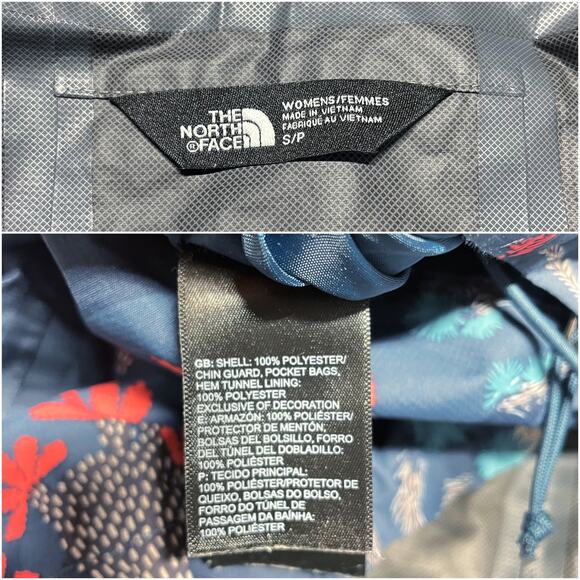 THE
NORTH
®FACE
WOMENS/FEMMES
MADE IN VIETNAM
FABRIQUÉ AU VIETNAM
S/P
GB: SHELL: 100% POLYESTER/
CHIN GUARD, POCKET BAGS,
HEM TUNNEL LINING:
100% POLYESTER
EXCLUSIVE OF DECORATION
E: ARMAZÓN: 100% POLIÉSTER/
PROTECTOR DE MENTÓN,
BOLSAS DEL BOLSILLO, FORRO
DEL TÚNEL DEL DOBLADILLO:
100% POLIÉSTER
P: TECIDO PRINCIPAL:
100% POLIÉSTER/PROTETOR DE
QUEIXO, BOLSAS DO BOLSO,
FORRO DO TÚNEL DE
PASSAGEM DA BAÍNHA:
100% POLIÉSTER